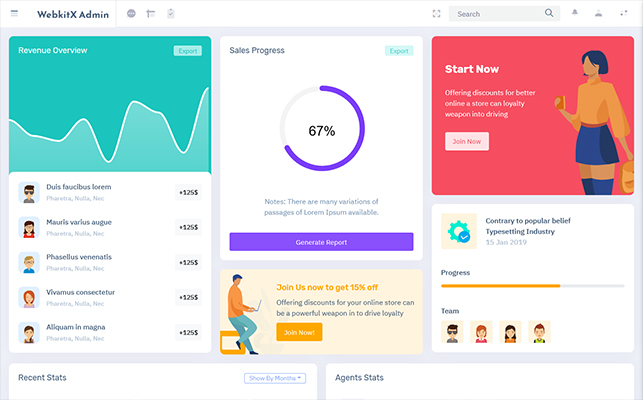 WebkitX Admin
Search
Revenue Overview
Export
Duis faucibus lorem
Pharetra, Nulla, Nec
+125$
Mauris varius augue
Pharetra, Nulla, Nec
+125$
Phasellus venenatis
Pharetra, Nulla, Nec
+125$
Vivamus consectetur
Pharetra, Nulla, Nec
+125$
Aliquam in magna
Pharetra, Nulla, Nec
+125$
Sales Progress
Export
67%
Notes: There are many variations of
passages of Lorem Ipsum available.
Generate Report
Join Us now to get 15% off
Offering discounts for your online store can
be a powerful weapon in to drive loyalty
Join Now!
Start Now
Offering discounts for better
online a store can loyalty
weapon into driving
Join Now
Contrary to popular belief
Typesetting Industry
15 Jan 2019
Progress
Team
Recent Stats
Show By Months
Agents Stats